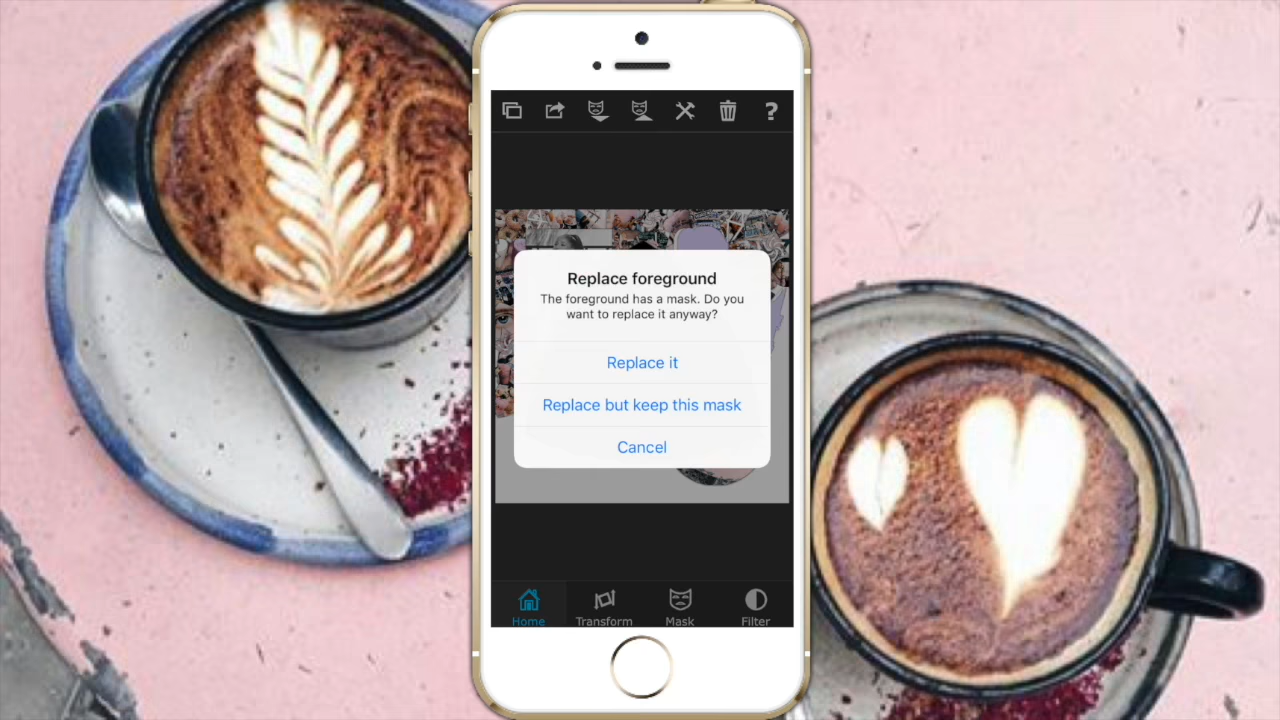 ?
Replace foreground
The foreground has a mask. Do you
want to replace it anyway?
Replace it
Replace but keep this mask
Cancel
Home Transform Mask Filter